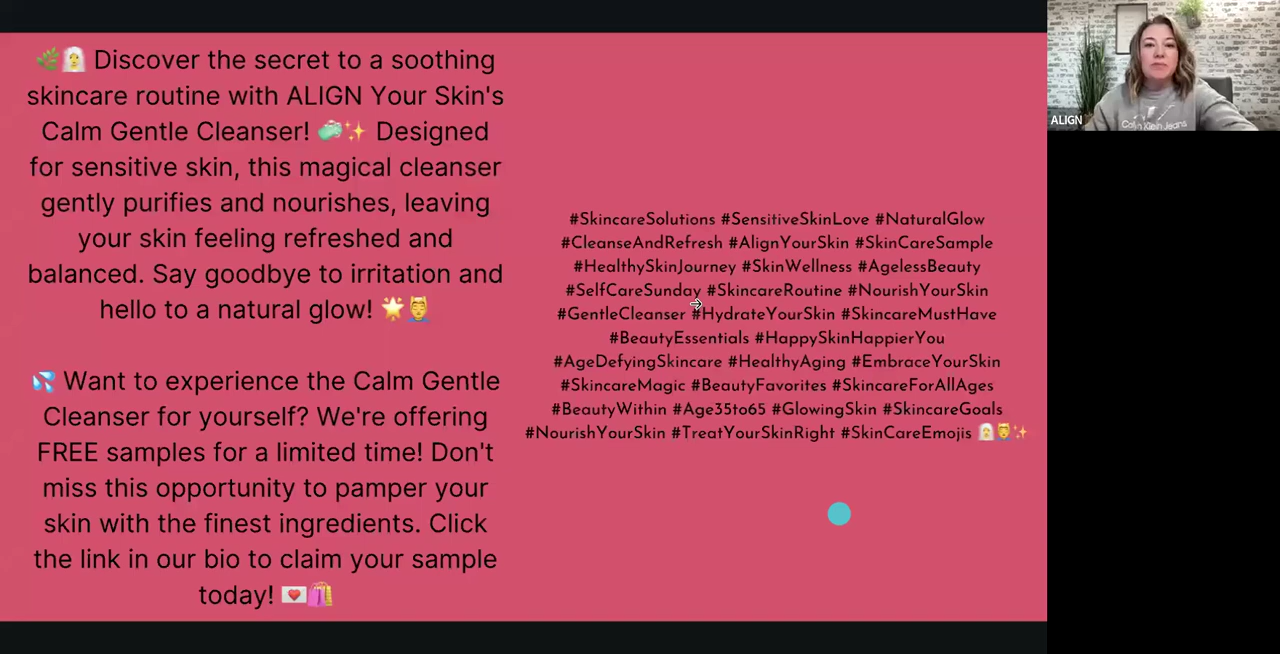 🌿👰 Discover the secret to a soothing
skincare routine with ALIGN Your Skin's
Calm Gentle Cleanser! 🧼✨ Designed
for sensitive skin, this magical cleanser
gently purifies and nourishes, leaving
your skin feeling refreshed and
balanced. Say goodbye to irritation and
hello to a natural glow! 🌟💆
💦 Want to experience the Calm Gentle
Cleanser for yourself? We're offering
FREE samples for a limited time! Don't
miss this opportunity to pamper your
skin with the finest ingredients. Click
the link in our bio to claim your sample
today! 💌🛍️
#SkincareSolutions #SensitiveSkinLove #NaturalGlow
#CleanseAndRefresh #AlignYourSkin #SkinCareSample
#HealthySkinJourney #SkinWellness #AgelessBeauty
#SelfCareSunday #SkincareRoutine #NourishYourSkin
#GentleCleanser #HydrateYourSkin #SkincareMustHave
#BeautyEssentials #HappySkinHappierYou
#AgeDefyingSkincare #HealthyAging #EmbraceYourSkin
#SkincareMagic #BeautyFavorites #SkincareForAllAges
#BeautyWithin #Age35to65 #GlowingSkin #SkincareGoals
#NourishYourSkin #TreatYourSkinRight #SkinCareEmojis 👰💆✨
ALIGN
Calvin Klein Jeans